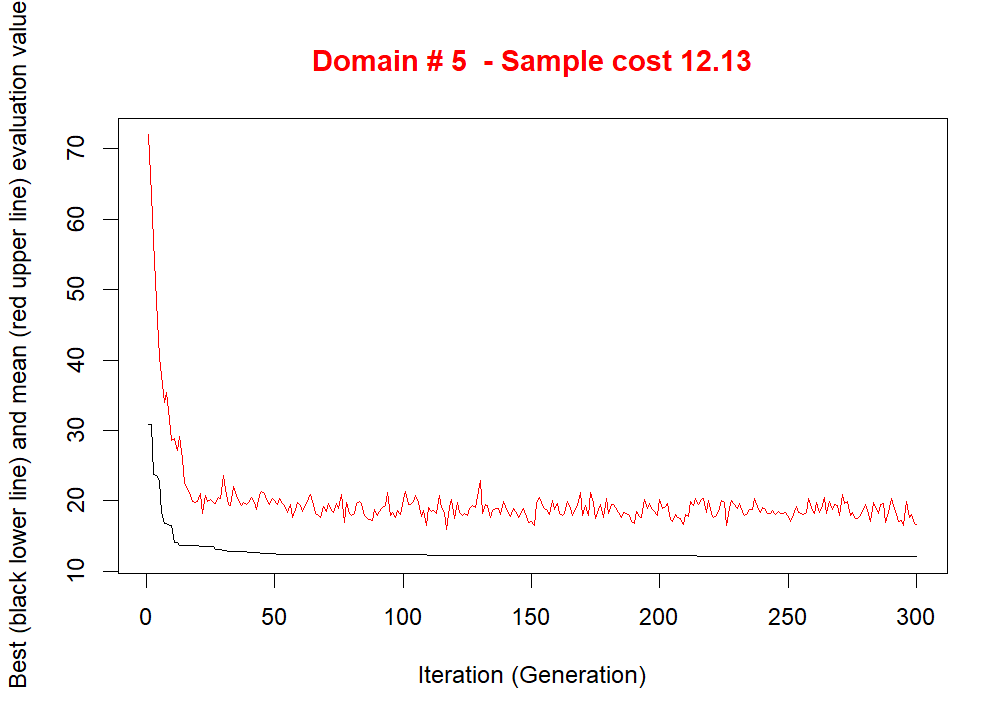 Domain # 5  - Sample cost 12.13
Best (black lower line) and mean (red upper line) evaluation value
70
60
50
40
30
20
10
0 50 100 150 200 250 300
Iteration (Generation)